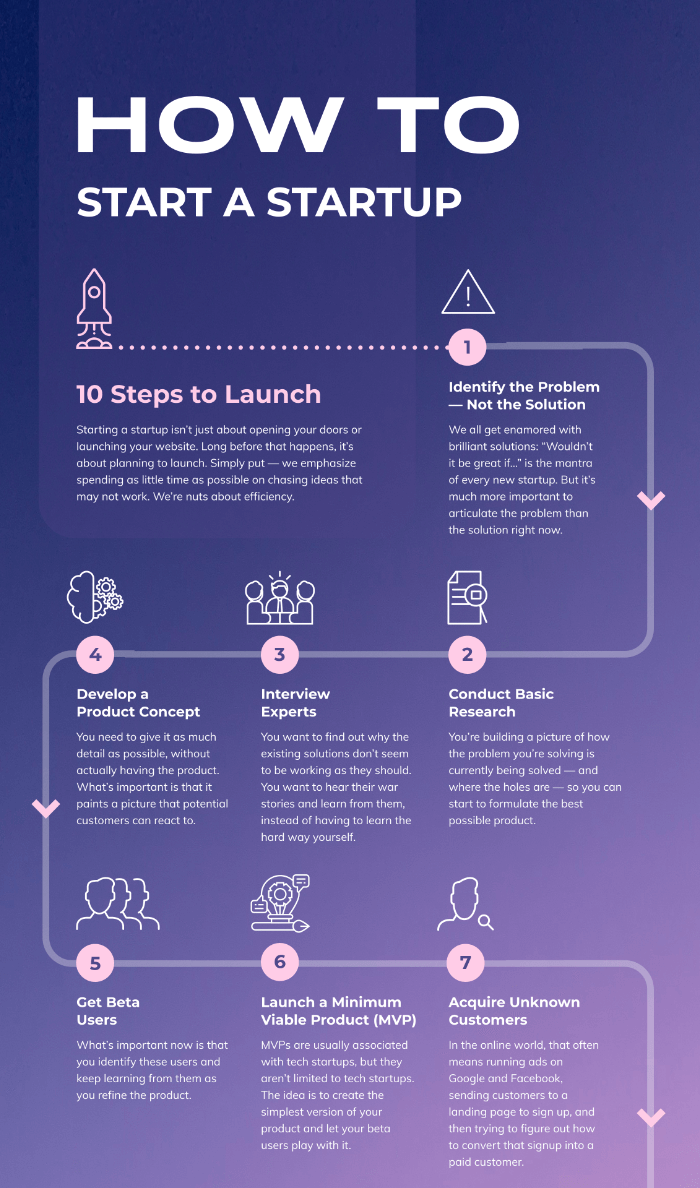 HOW TO
START A STARTUP
10 Steps to Launch
Starting a startup isn’t just about opening your doors or
launching your website. Long before that happens, it’s
about planning to launch. Simply put — we emphasize
spending as little time as possible on chasing ideas that
may not work. We’re nuts about efficiency.
!
1
Identify the Problem
— Not the Solution
We all get enamored with
brilliant solutions: “Wouldn’t
it be great if...” is the mantra
of every new startup. But it’s
much more important to
articulate the problem than
the solution right now.
2
Conduct Basic
Research
You’re building a picture of how
the problem you’re solving is
currently being solved — and
where the holes are — so you can
start to formulate the best
possible product.
3
Interview
Experts
You want to find out why the
existing solutions don’t seem
to be working as they should.
You want to hear their war
stories and learn from them,
instead of having to learn the
hard way yourself.
4
Develop a
Product Concept
You need to give it as much
detail as possible, without
actually having the product.
What’s important is that it
paints a picture that potential
customers can react to.
5
Get Beta
Users
What’s important now is that
you identify these users and
keep learning from them as
you refine the product.
6
Launch a Minimum
Viable Product (MVP)
MVPs are usually associated
with tech startups, but they
aren’t limited to tech startups.
The idea is to create the
simplest version of your
product and let your beta
users play with it.
7
Acquire Unknown
Customers
In the online world, that often
means running ads on
Google and Facebook,
sending customers to a
landing page to sign up, and
then trying to figure out how
to convert that signup into a
paid customer.